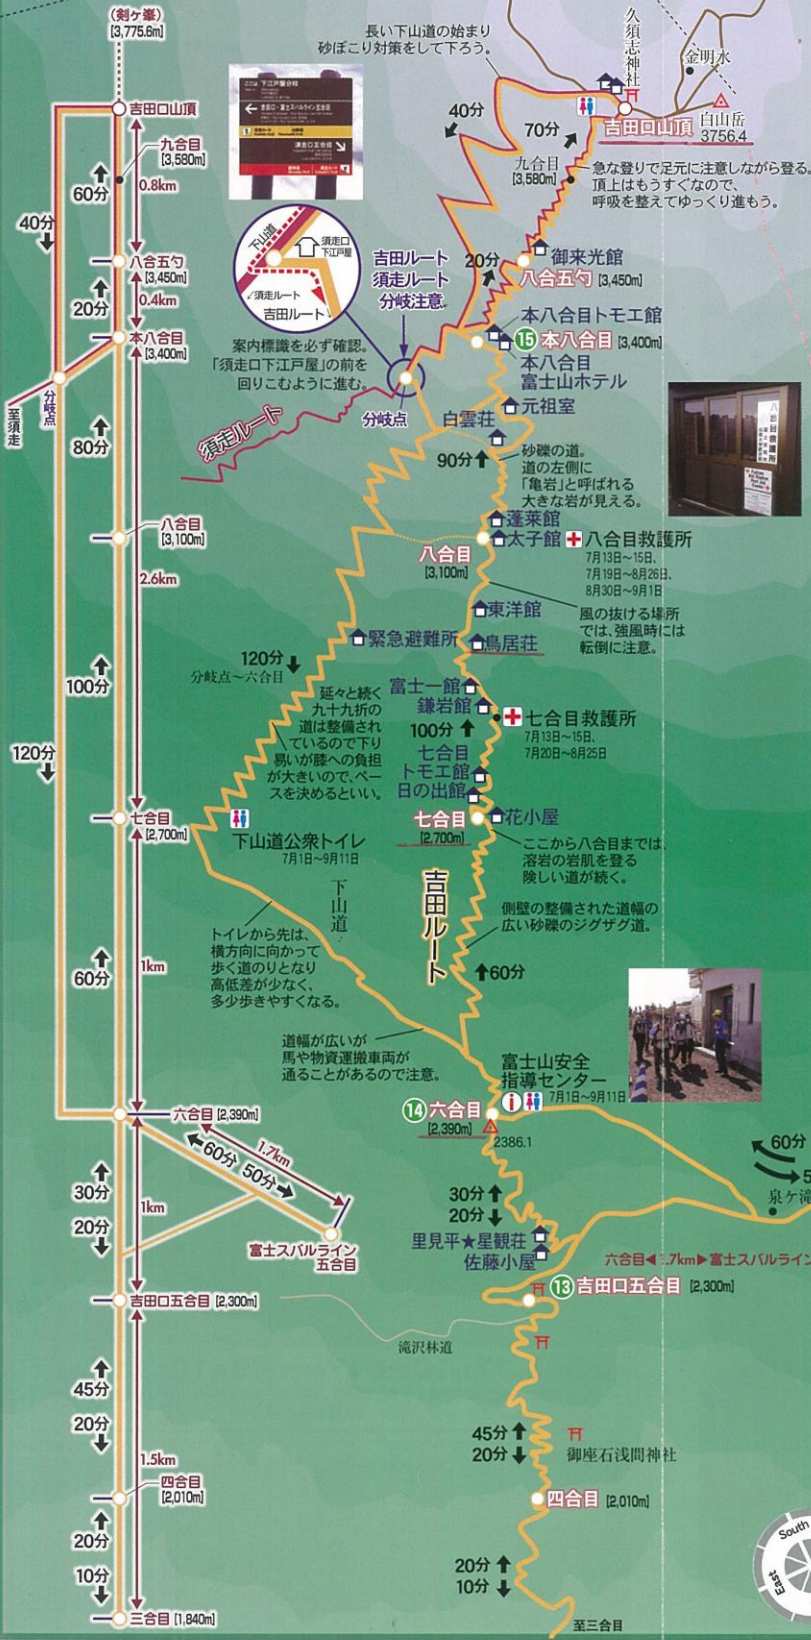 (剣ヶ峯)
[3,775.6m]
吉田口山頂
九合目
[3,580m]
60分
0.8km
40分
八合五勺
[3,450m]
20分
0.4km
本八合目
[3,400m]
分岐点
至須走
80分
八合目
[3,100m]
2.6km
100分
120分
七合目
[2,700m]
60分
1km
六合目 [2,390m]
1.7km
60分 50分
富士スバルライン
五合目
30分
20分
1km
吉田口五合目 [2,300m]
45分
20分
1.5km
四合目
[2,010m]
20分
10分
三合目 [1,840m]
長い下山道の始まり
砂ぼこり対策をして下ろう。
下江戸屋分岐
吉田口・富士スバルライン五合目
須走口五合目
久須志神社
金明水
白山岳
3756.4
吉田口山頂
40分
70分
九合目
[3,580m]
急な登りで足元に注意しながら登る。
頂上はもうすぐなので、
呼吸を整えてゆっくり進もう。
下山道
須走口
下江戸屋
須走ルート
吉田ルート
吉田ルート
須走ルート
分岐注意
20分
御来光館
八合五勺 [3,450m]
案内標識を必ず確認。
「須走口下江戸屋」の前を
回りこむように進む。
本八合目トモエ館
⑮ 本八合目 [3,400m]
本八合目
富士山ホテル
分岐点
須走ルート
元祖室
白雲荘
90分
砂礫の道。
道の左側に
「亀岩」と呼ばれる
大きな岩が見える。
八合目救護所
蓬莱館
太子館
八合目救護所
7月13日～15日、
7月19日～8月26日、
8月30日～9月1日
八合目
[3,100m]
東洋館
風の抜ける場所
では、強風時には
転倒に注意。
緊急避難所
鳥居荘
120分
分岐点～六合目
富士一館
鎌岩館
100分
七合目救護所
7月13日～15日、
7月20日～8月25日
延々と続く
九十九折の
道は整備され
ているので下り
易いが膝への負担
が大きいので、ペー
スを決めるといい。
七合目
トモエ館
日の出館
七合目
[2,700m]
花小屋
下山道公衆トイレ
7月1日～9月11日
ここから八合目までは、
溶岩の岩肌を登る
険しい道が続く。
下山道
吉田ルート
側壁の整備された道幅の
広い砂礫のジグザグ道。
トイレから先は、
横方向に向かって
歩く道のりとなり
高低差が少なく、
多少歩きやすくなる。
60分
道幅が広いが
馬や物資運搬車両が
通ることがあるので注意。
富士山安全
指導センター
7月1日～9月11日
⑭ 六合目
[2,390m]
2386.1
60分
5
泉ケ滝
30分
20分
里見平★星観荘
佐藤小屋
六合目◀1.7km▶富士スバルライン
⑬ 吉田口五合目 [2,300m]
滝沢林道
45分
20分
御座石浅間神社
四合目 [2,010m]
20分
10分
至三合目
South
East